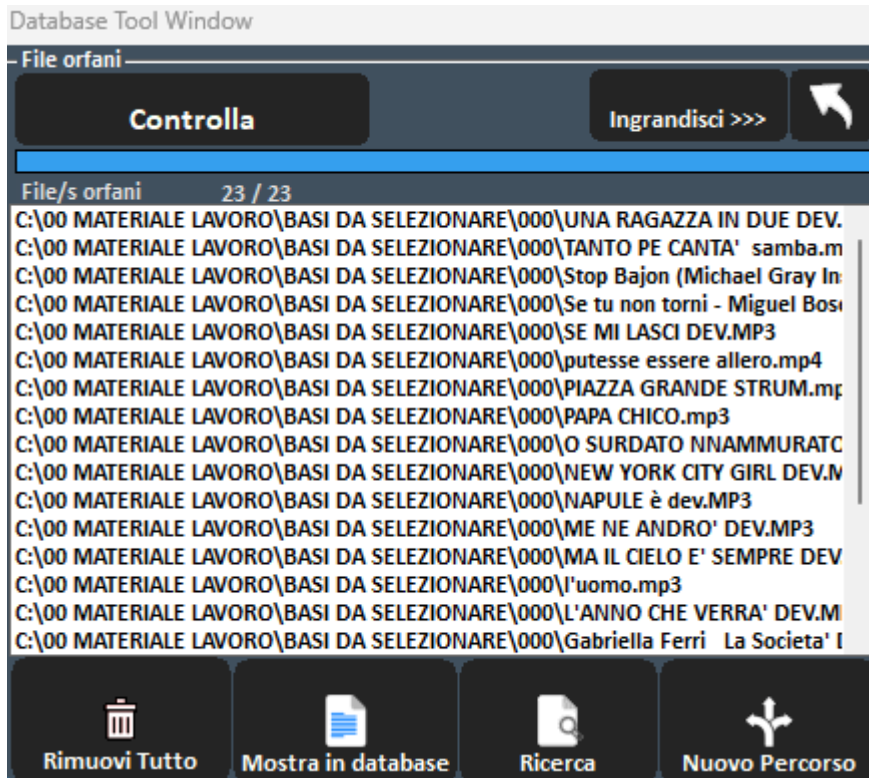 Database Tool Window
File orfani
Controlla
Ingrandisci >>>
File/s orfani 23 / 23
C:\00 MATERIALE LAVORO\BASI DA SELEZIONARE\000\UNA RAGAZZA IN DUE DEV.
C:\00 MATERIALE LAVORO\BASI DA SELEZIONARE\000\TANTO PE CANTA'  samba.m
C:\00 MATERIALE LAVORO\BASI DA SELEZIONARE\000\Stop Bajon (Michael Gray In
C:\00 MATERIALE LAVORO\BASI DA SELEZIONARE\000\Se tu non torni - Miguel Bos
C:\00 MATERIALE LAVORO\BASI DA SELEZIONARE\000\SE MI LASCI DEV.MP3
C:\00 MATERIALE LAVORO\BASI DA SELEZIONARE\000\putesse essere allero.mp4
C:\00 MATERIALE LAVORO\BASI DA SELEZIONARE\000\PIAZZA GRANDE STRUM.mp
C:\00 MATERIALE LAVORO\BASI DA SELEZIONARE\000\PAPA CHICO.mp3
C:\00 MATERIALE LAVORO\BASI DA SELEZIONARE\000\O SURDATO NNAMMURATO
C:\00 MATERIALE LAVORO\BASI DA SELEZIONARE\000\NEW YORK CITY GIRL DEV.M
C:\00 MATERIALE LAVORO\BASI DA SELEZIONARE\000\NAPULE è dev.MP3
C:\00 MATERIALE LAVORO\BASI DA SELEZIONARE\000\ME NE ANDRO' DEV.MP3
C:\00 MATERIALE LAVORO\BASI DA SELEZIONARE\000\MA IL CIELO E' SEMPRE DEV
C:\00 MATERIALE LAVORO\BASI DA SELEZIONARE\000\l'uomo.mp3
C:\00 MATERIALE LAVORO\BASI DA SELEZIONARE\000\L'ANNO CHE VERRA' DEV.M
C:\00 MATERIALE LAVORO\BASI DA SELEZIONARE\000\Gabriella Ferri   La Societa'
Rimuovi Tutto
Mostra in database
Ricerca
Nuovo Percorso